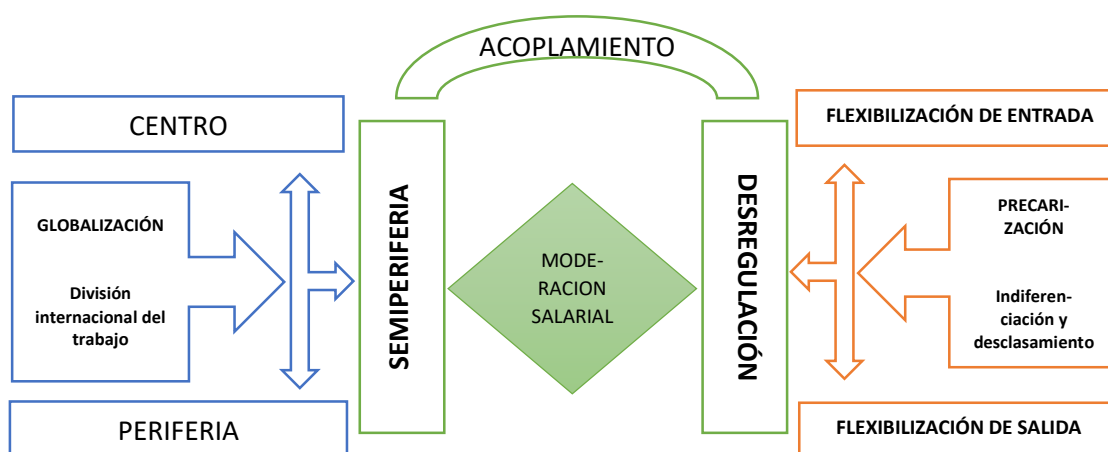 ACOPLAMIENTO
CENTRO
GLOBALIZACIÓN
División
internacional del
trabajo
PERIFERIA
SEMIPERIFERIA
MODE-
RACION
SALARIAL
DESREGULACIÓN
FLEXIBILIZACIÓN DE ENTRADA
PRECARI-
ZACIÓN
Indiferen-
ciación y
desclasamiento
FLEXIBILIZACIÓN DE SALIDA